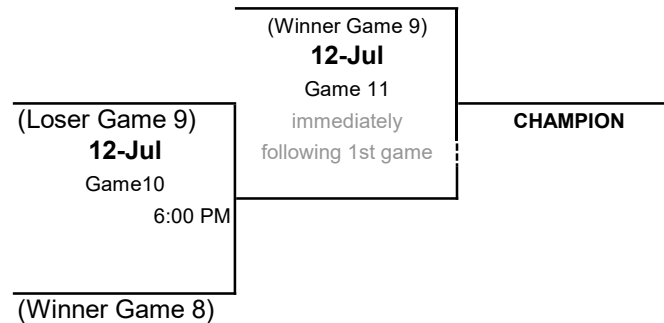 (Winner Game 9)
12-Jul
Game 11
immediately
following 1st game
CHAMPION
(Loser Game 9)
12-Jul
Game10
6:00 PM
(Winner Game 8)